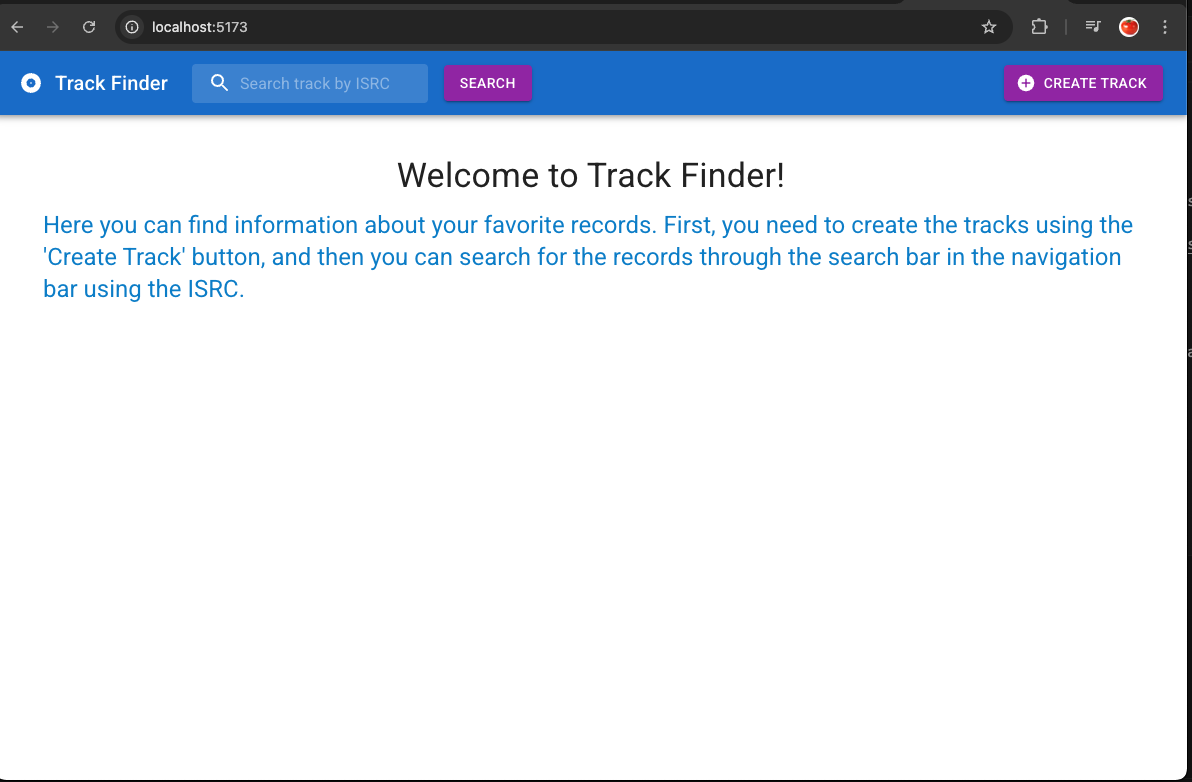 localhost:5173
Track Finder
Search track by ISRC
SEARCH
CREATE TRACK
Welcome to Track Finder!
Here you can find information about your favorite records. First, you need to create the tracks using the
'Create Track' button, and then you can search for the records through the search bar in the navigation
bar using the ISRC.